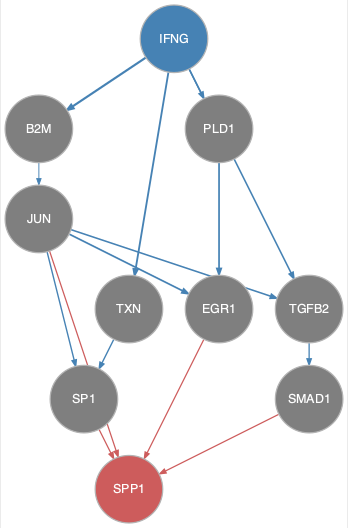 IFNG
B2M
PLD1
JUN
TXN
EGR1
TGFB2
SP1
SMAD1
SPP1